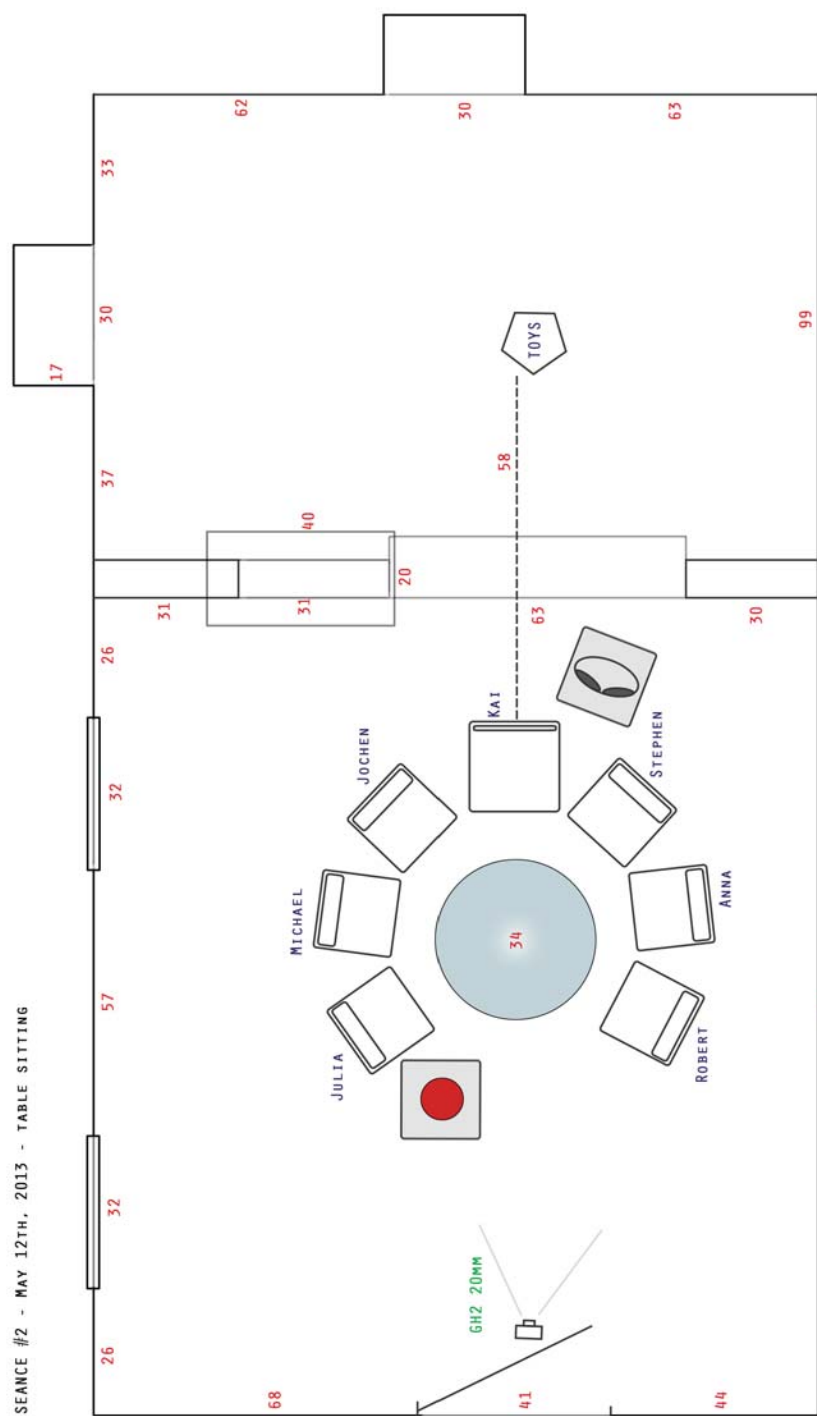 SEANCE #2 - MAY 12TH, 2013 - TABLE SITTING
26
32
57
32
26
37
30
33
17
62
30
63
31
31
40
20
63
30
58
TOYS
99
JULIA
MICHAEL
JOCHEN
KAI
34
ROBERT
ANNA
STEPHEN
GH2 20MM
68
41
44